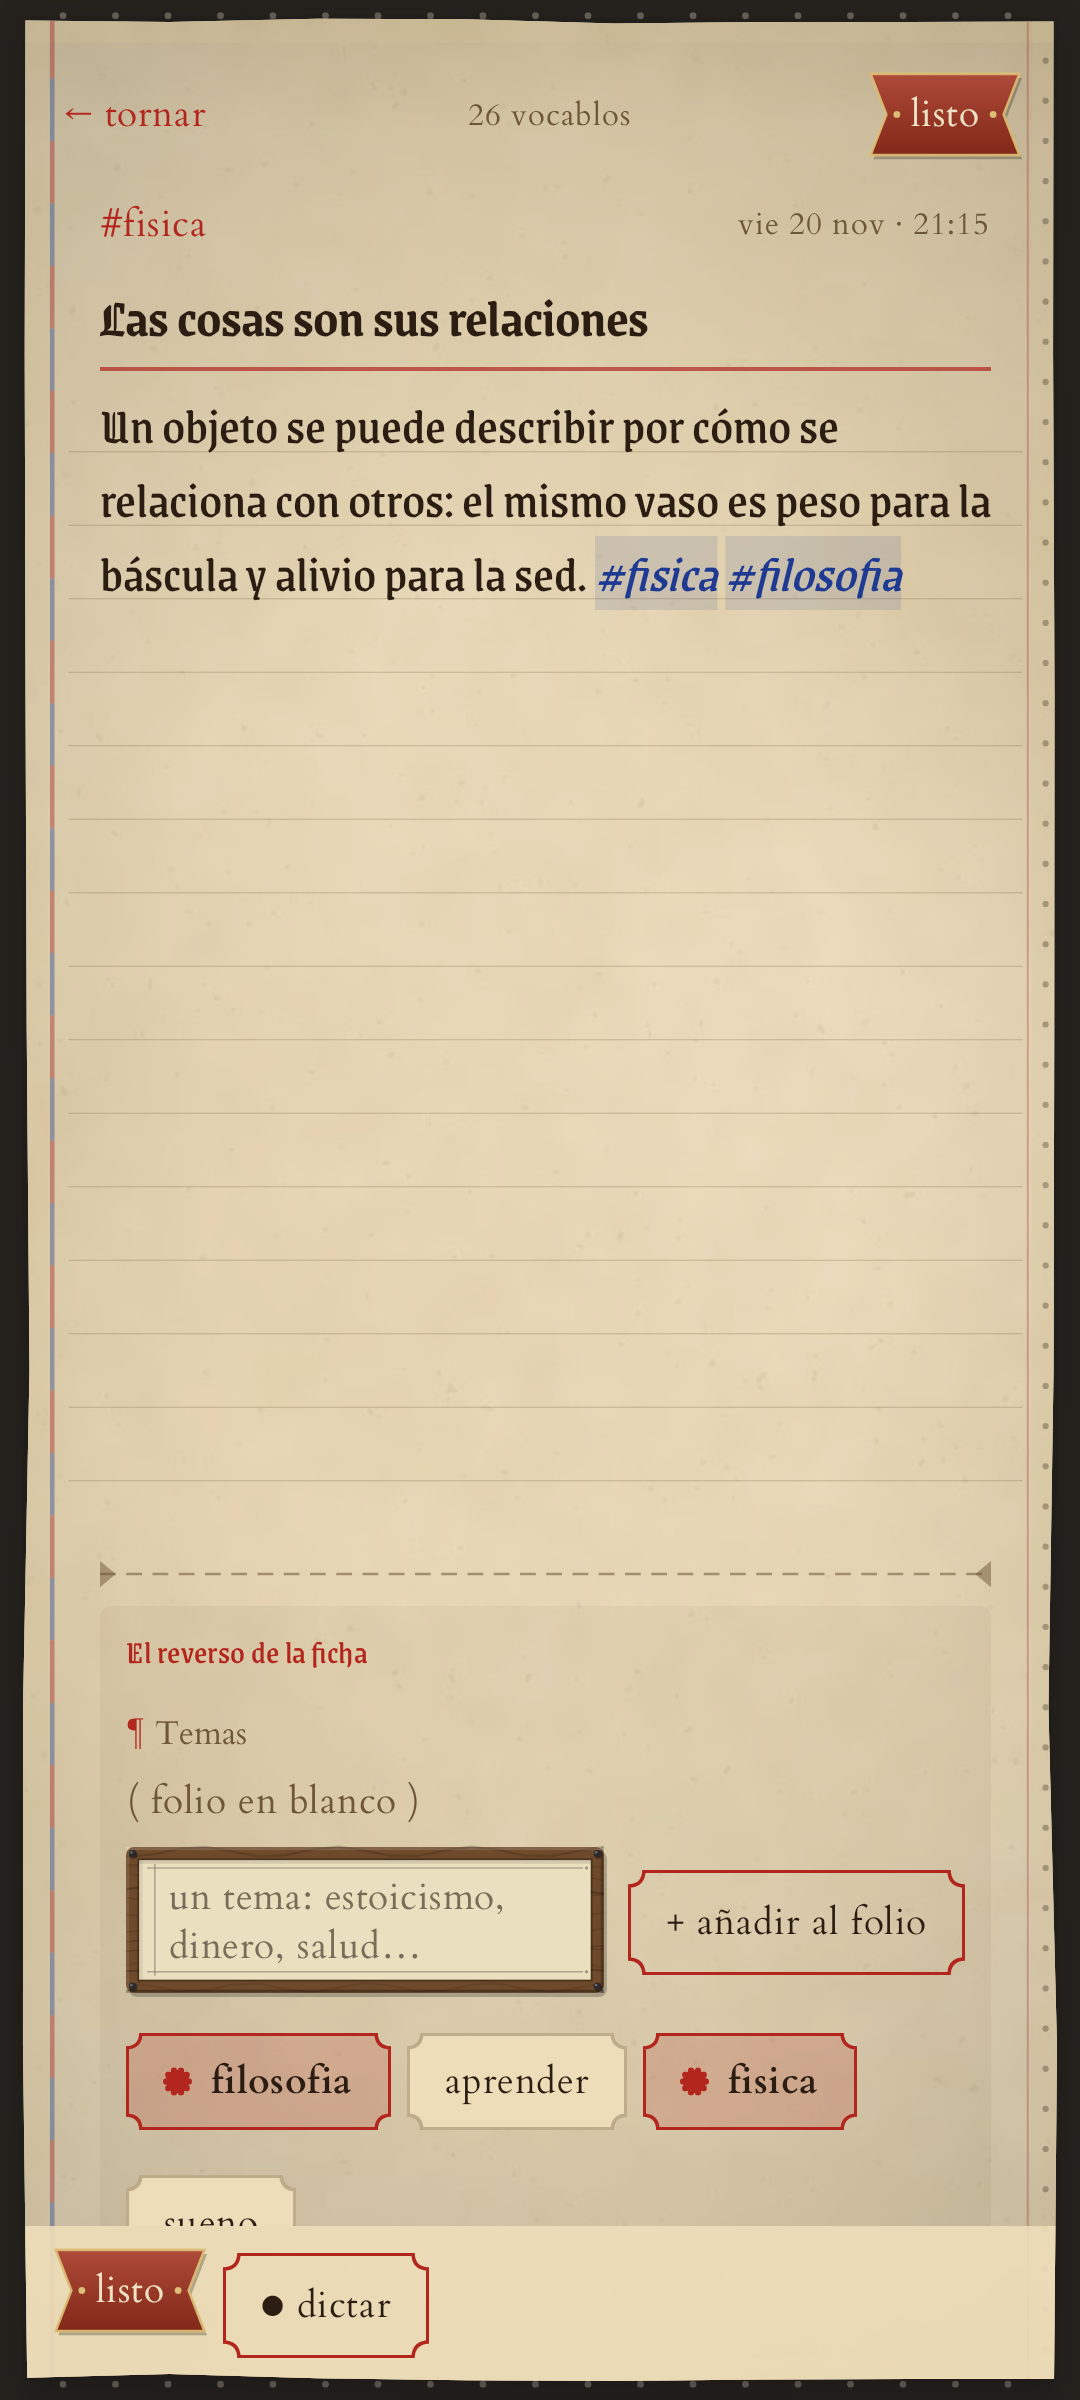 ← tornar
26 vocablos
· listo ·
#fisica
vie 20 nov · 21:15
Las cosas son sus relaciones
Un objeto se puede describir por cómo se
relaciona con otros: el mismo vaso es peso para la
báscula y alivio para la sed. #fisica #filosofia
El reverso de la ficha
¶ Temas
( folio en blanco )
un tema: estoicismo,
dinero, salud…
+ añadir al folio
filosofia
aprender
fisica
sueno
· listo ·
● dictar